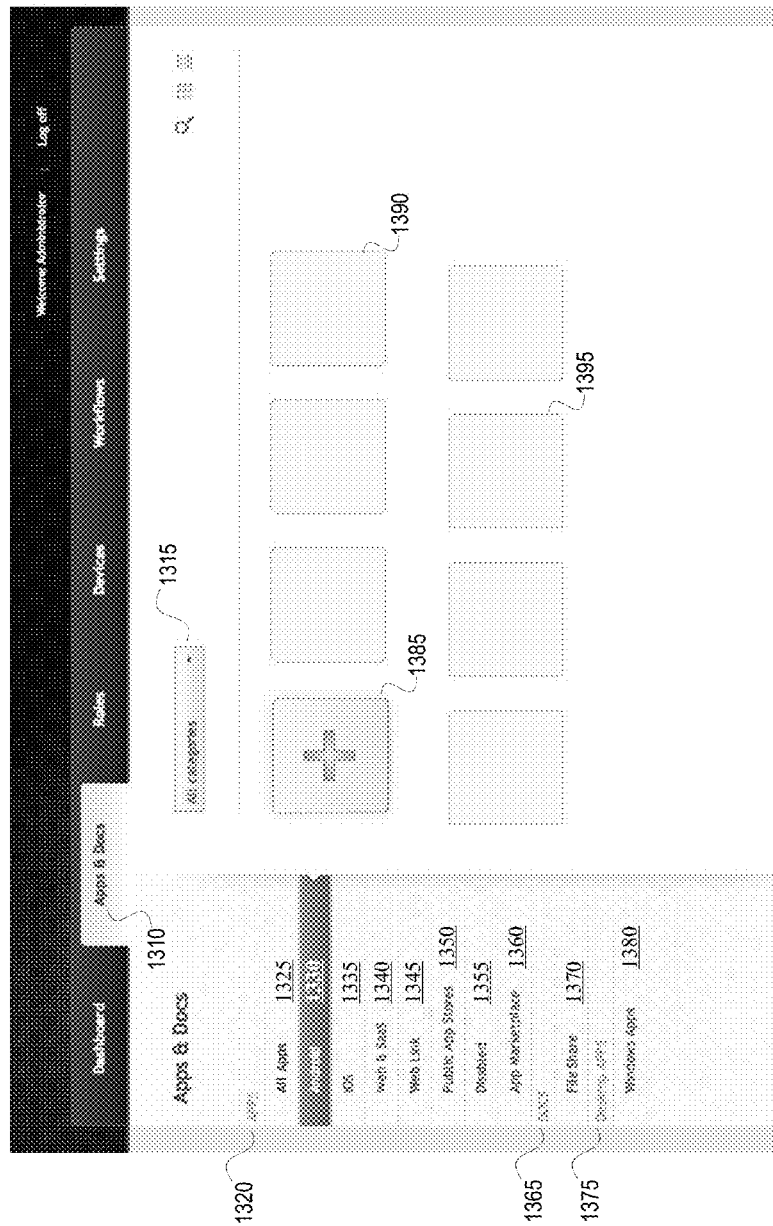 Welcome Administrator | Log off
Dashboard Apps & Docs Roles Devices Workflows Settings
1310
Apps & Docs
All categories
1315
1320
APPS
All Apps 1325
1330
iOS 1335
Web & SaaS 1340
Web Link 1345
Public App Stores 1350
Disabled 1355
App Marketplace 1360
1365
DOCS
File Share 1370
1375
Windows Apps 1380
1385
1390
1395